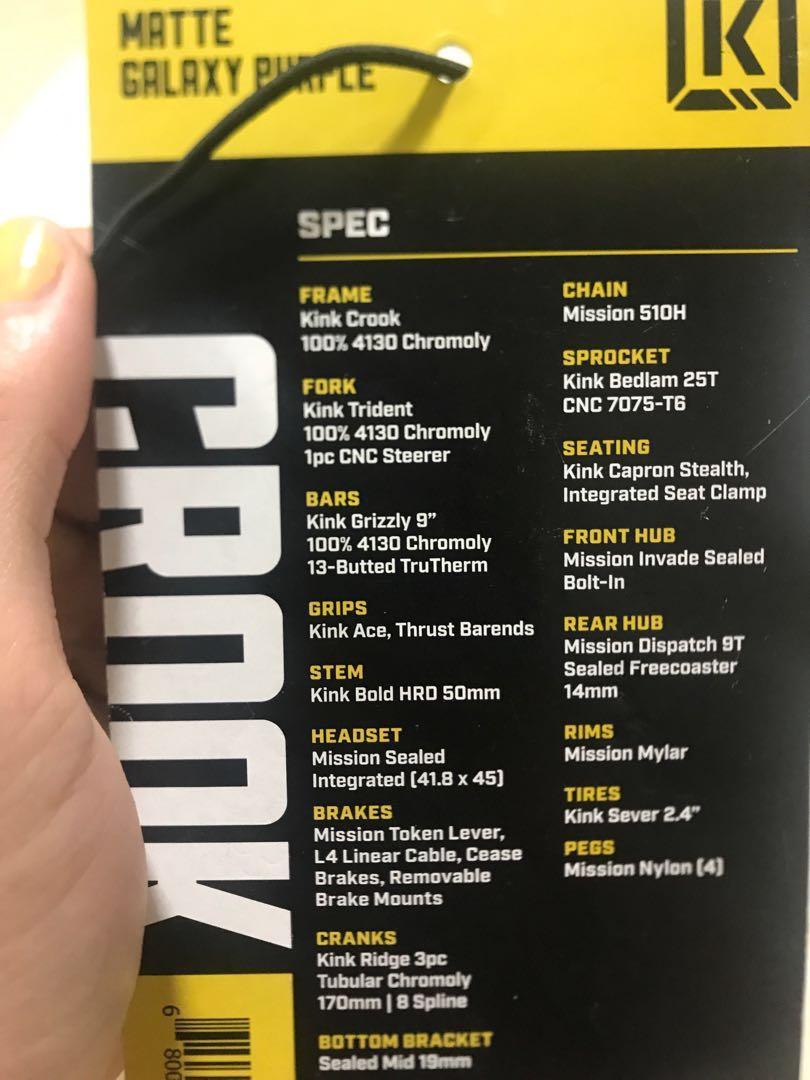 MATTE
GALAXY PURPLE
K
SPEC
FRAME
Kink Crook
100% 4130 Chromoly
FORK
Kink Trident
100% 4130 Chromoly
1pc CNC Steerer
BARS
Kink Grizzly 9”
100% 4130 Chromoly
13-Butted TruTherm
GRIPS
Kink Ace, Thrust Barends
STEM
Kink Bold HRD 50mm
HEADSET
Mission Sealed
Integrated (41.8 x 45)
BRAKES
Mission Token Lever,
L4 Linear Cable, Cease
Brakes, Removable
Brake Mounts
CRANKS
Kink Ridge 3pc
Tubular Chromoly
170mm | 8 Spline
BOTTOM BRACKET
Sealed Mid 19mm
CHAIN
Mission 510H
SPROCKET
Kink Bedlam 25T
CNC 7075-T6
SEATING
Kink Capron Stealth,
Integrated Seat Clamp
FRONT HUB
Mission Invade Sealed
Bolt-In
REAR HUB
Mission Dispatch 9T
Sealed Freecoaster
14mm
RIMS
Mission Mylar
TIRES
Kink Sever 2.4”
PEGS
Mission Nylon (4)
CROOK
6 800